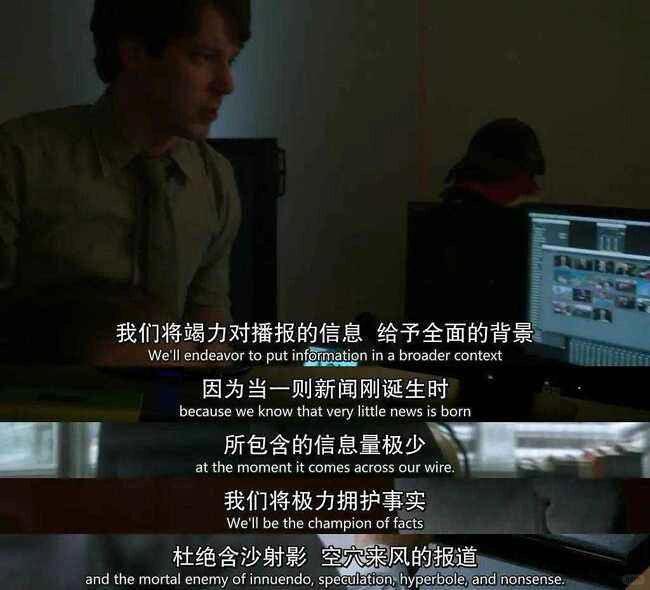 我们将竭力对播报的信息 给予全面的背景
We'll endeavor to put information in a broader context
因为当一则新闻刚诞生时
because we know that very little news is born
所包含的信息量极少
at the moment it comes across our wire.
我们将极力拥护事实
We'll be the champion of facts
杜绝含沙射影 空穴来风的报道
and the mortal enemy of innuendo, speculation, hyperbole, and nonsense.